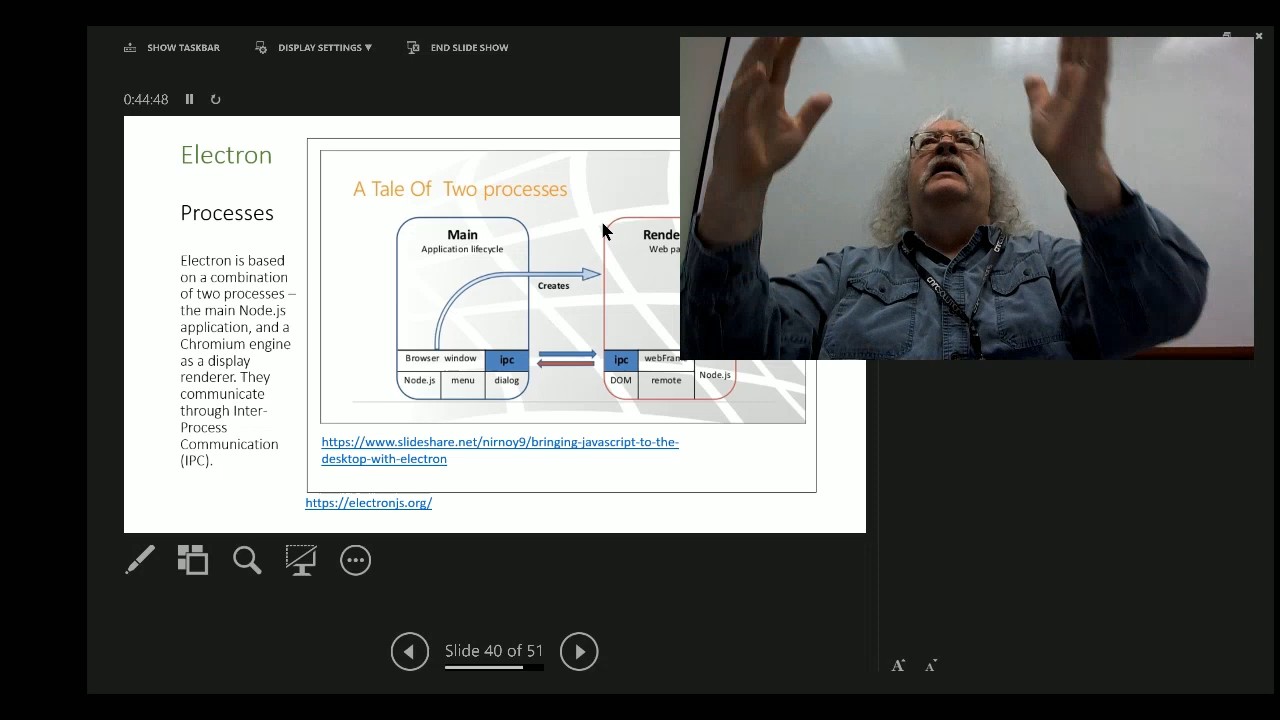 SHOW TASKBAR
DISPLAY SETTINGS ▼
END SLIDE SHOW
0:44:48
Electron
Processes
Electron is based
on a combination
of two processes –
the main Node.js
application, and a
Chromium engine
as a display
renderer. They
communicate
through Inter-
Process
Communication
(IPC).
A Tale Of Two processes
Main
Application lifecycle
Creates
Browser window
ipc
Node.js
menu
dialog
Rende
Web pa
ipc
webFram
DOM
remote
Node.js
https://www.slideshare.net/nirnoy9/bringing-javascript-to-the-
desktop-with-electron
https://electronjs.org/
Slide 40 of 51
A
A